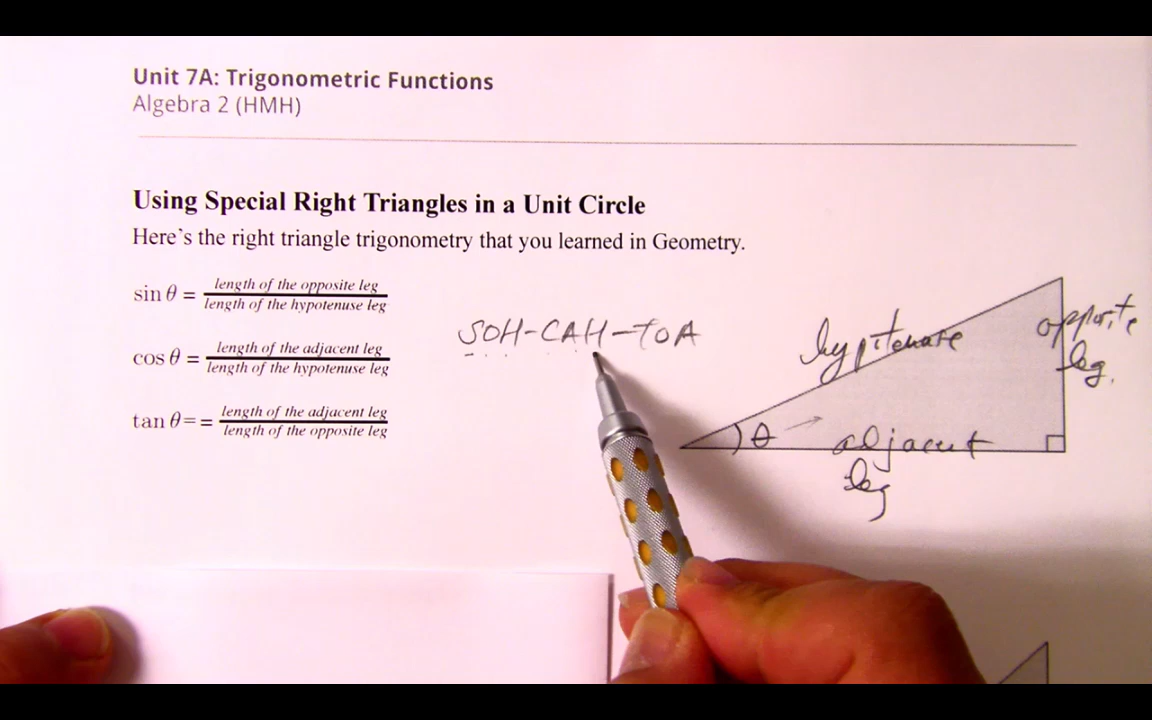 Unit 7A: Trigonometric Functions
Algebra 2 (HMH)
Using Special Right Triangles in a Unit Circle
Here's the right triangle trigonometry that you learned in Geometry.
sin θ = length of the opposite leg / length of the hypotenuse leg
cos θ = length of the adjacent leg / length of the hypotenuse leg
tan θ= = length of the adjacent leg / length of the opposite leg
SOH-CAH-TOA
hypotenuse
opposite
leg.
θ
adjacent
leg